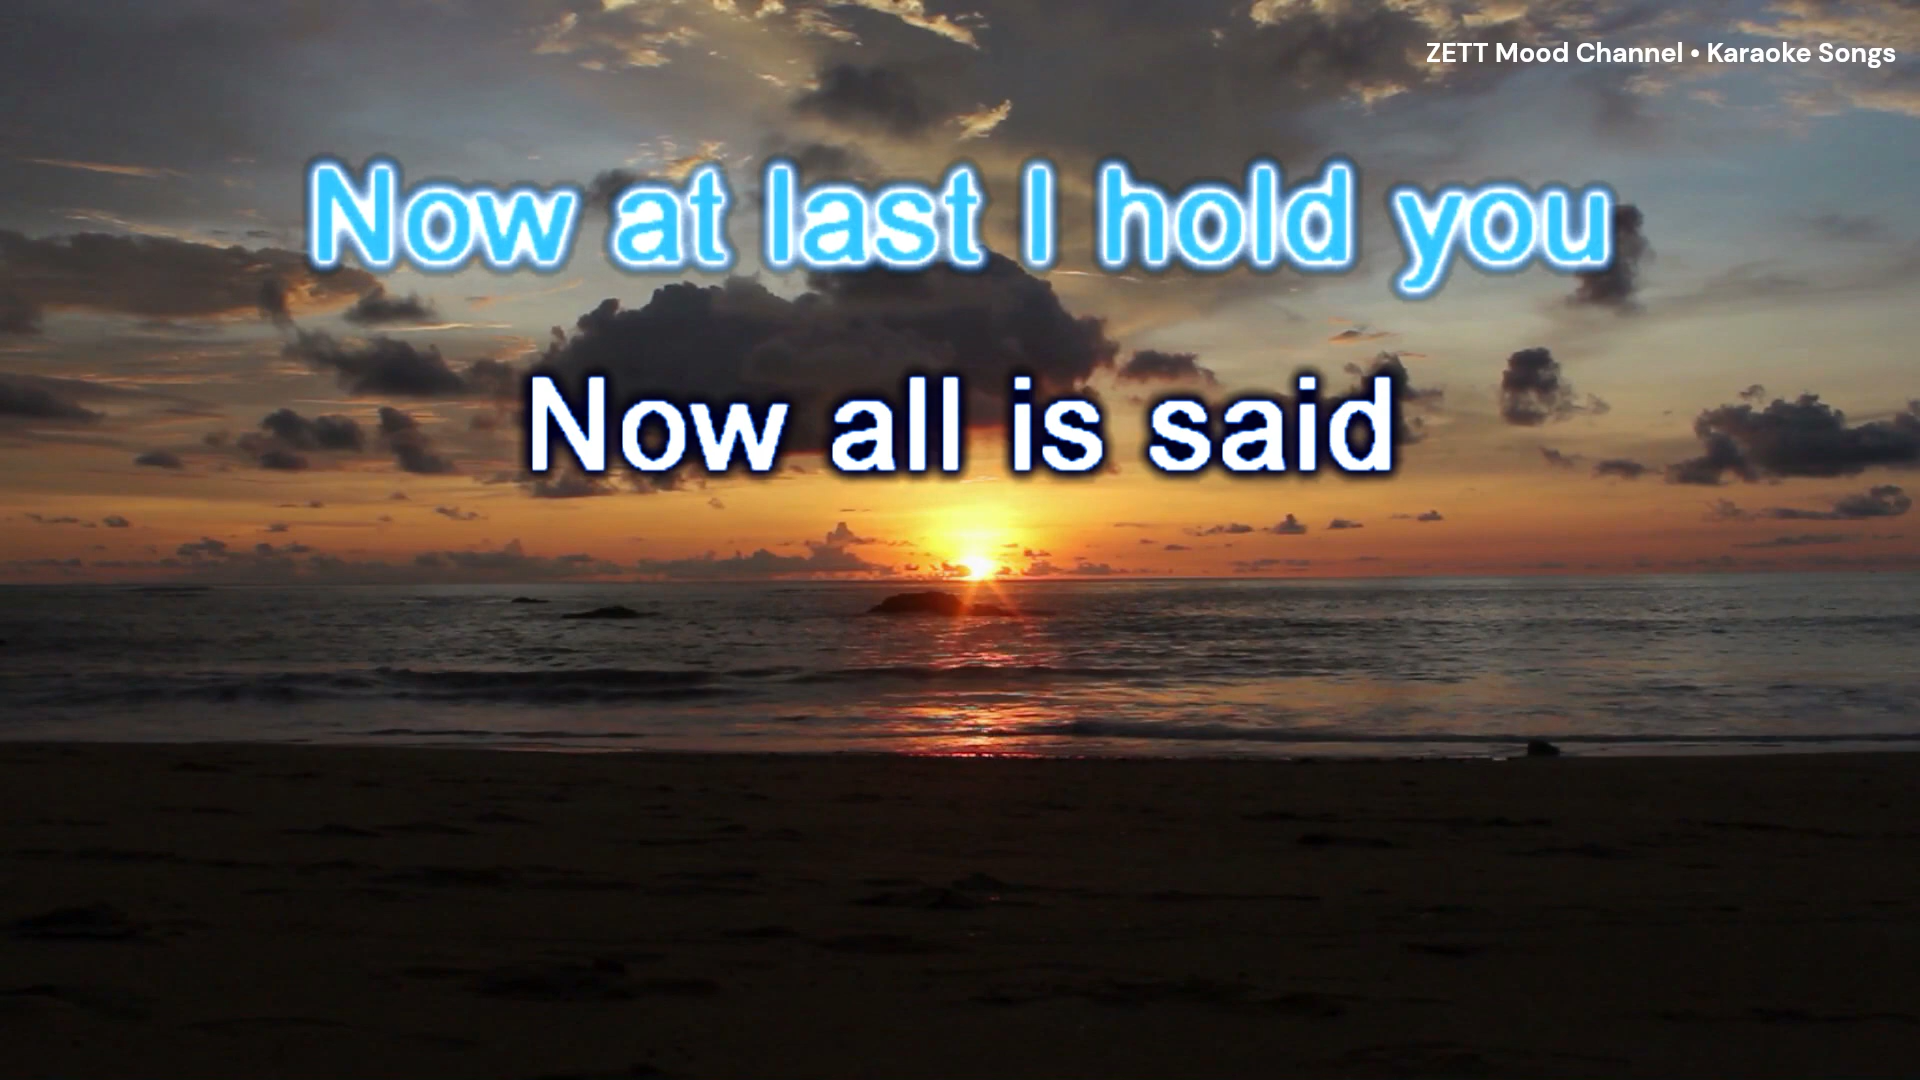 ZETT Mood Channel • Karaoke Songs
Now at last I hold you
Now all is said